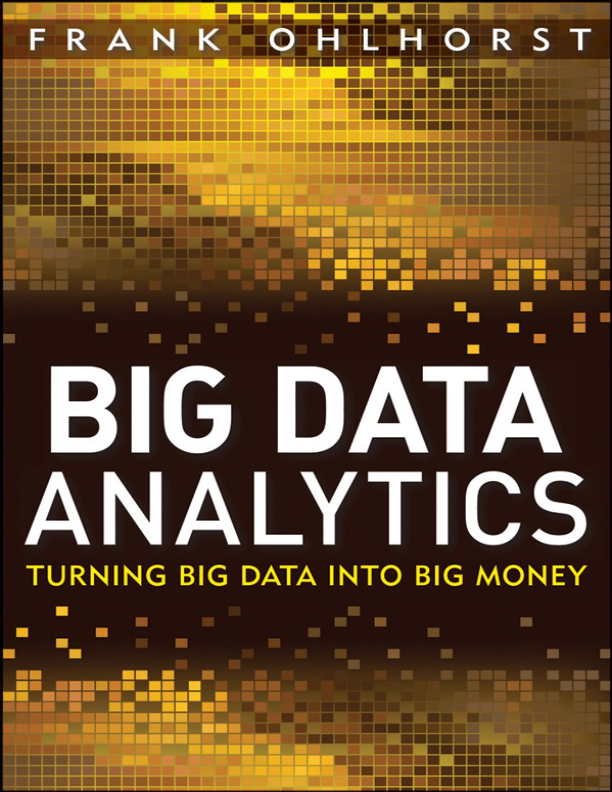 FRANK OHLHORST
BIG DATA
ANALYTICS
TURNING BIG DATA INTO BIG MONEY